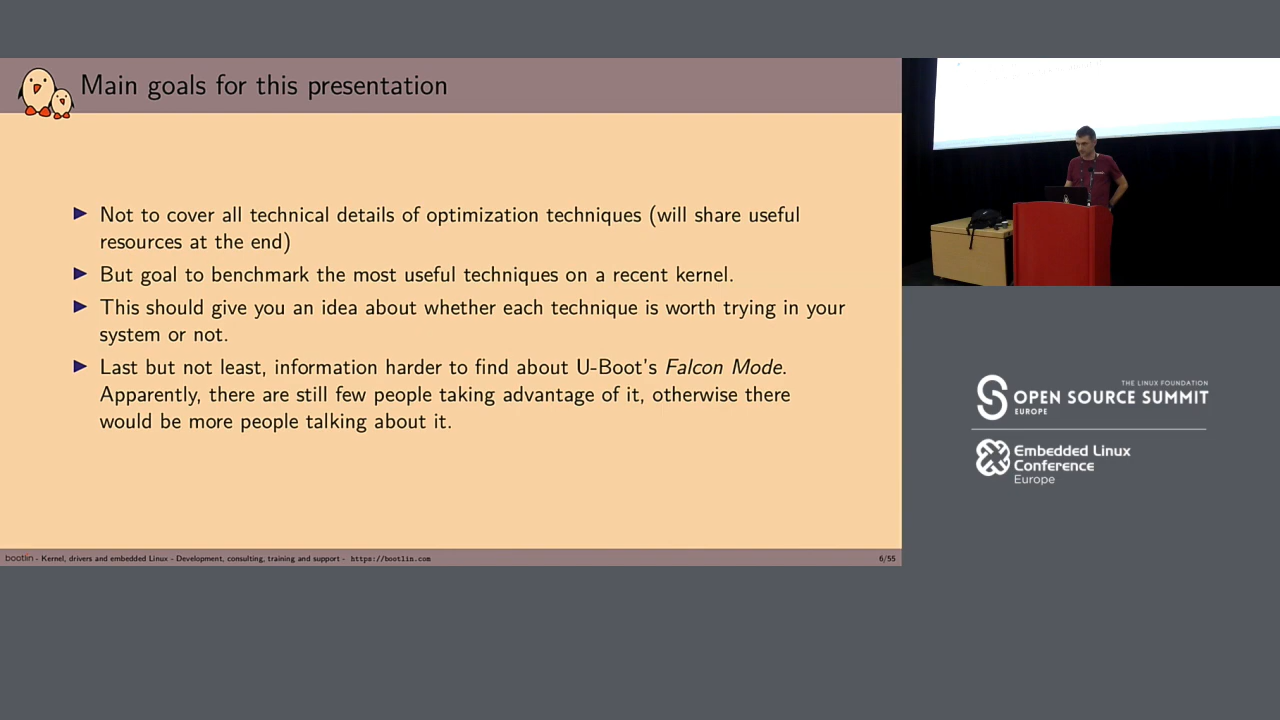 Main goals for this presentation
Not to cover all technical details of optimization techniques (will share useful
resources at the end)
But goal to benchmark the most useful techniques on a recent kernel.
This should give you an idea about whether each technique is worth trying in your
system or not.
Last but not least, information harder to find about U-Boot's Falcon Mode.
Apparently, there are still few people taking advantage of it, otherwise there
would be more people talking about it.
bootlin - Kernel, drivers and embedded Linux - Development, consulting, training and support - https://bootlin.com
6/55
THE LINUX FOUNDATION
OPEN SOURCE SUMMIT
EUROPE
Embedded Linux
Conference
Europe